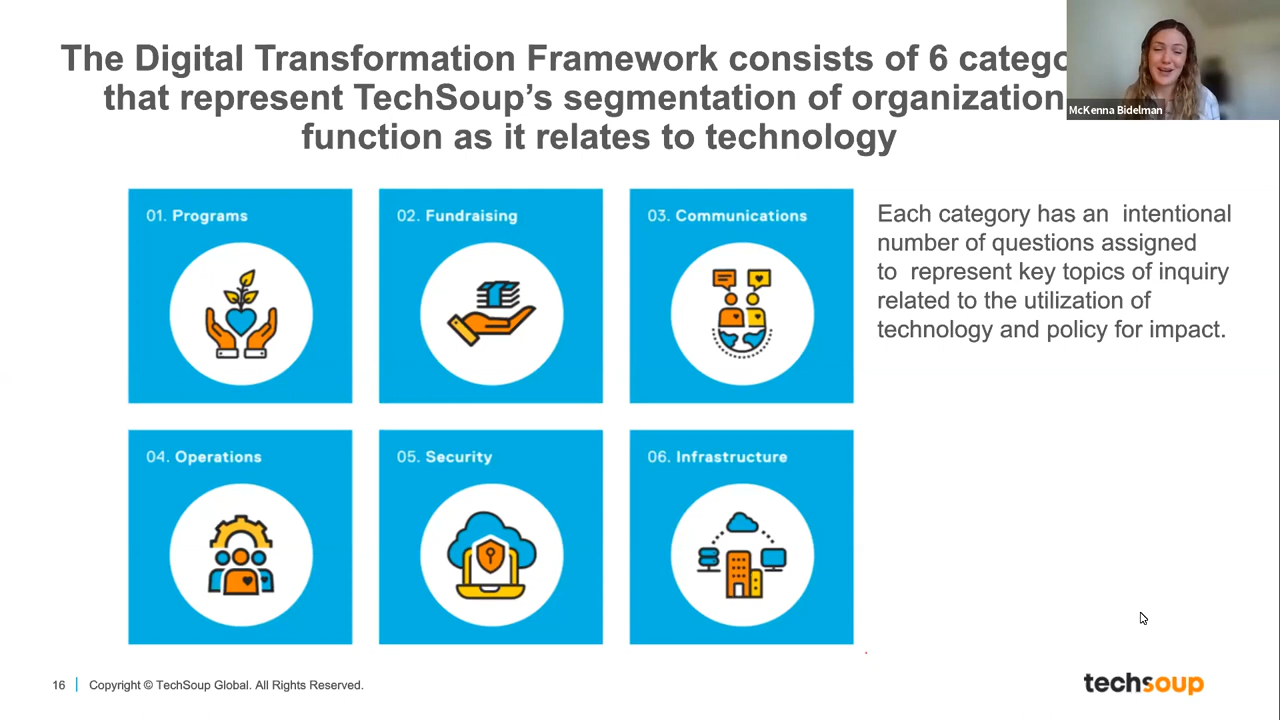 The Digital Transformation Framework consists of 6 catego
that represent TechSoup's segmentation of organization
function as it relates to technology
McKenna Bidelman
01. Programs
02. Fundraising
03. Communications
Each category has an intentional
number of questions assigned
to represent key topics of inquiry
related to the utilization of
technology and policy for impact.
04. Operations
05. Security
06. Infrastructure
16
Copyright © TechSoup Global. All Rights Reserved.
techsoup